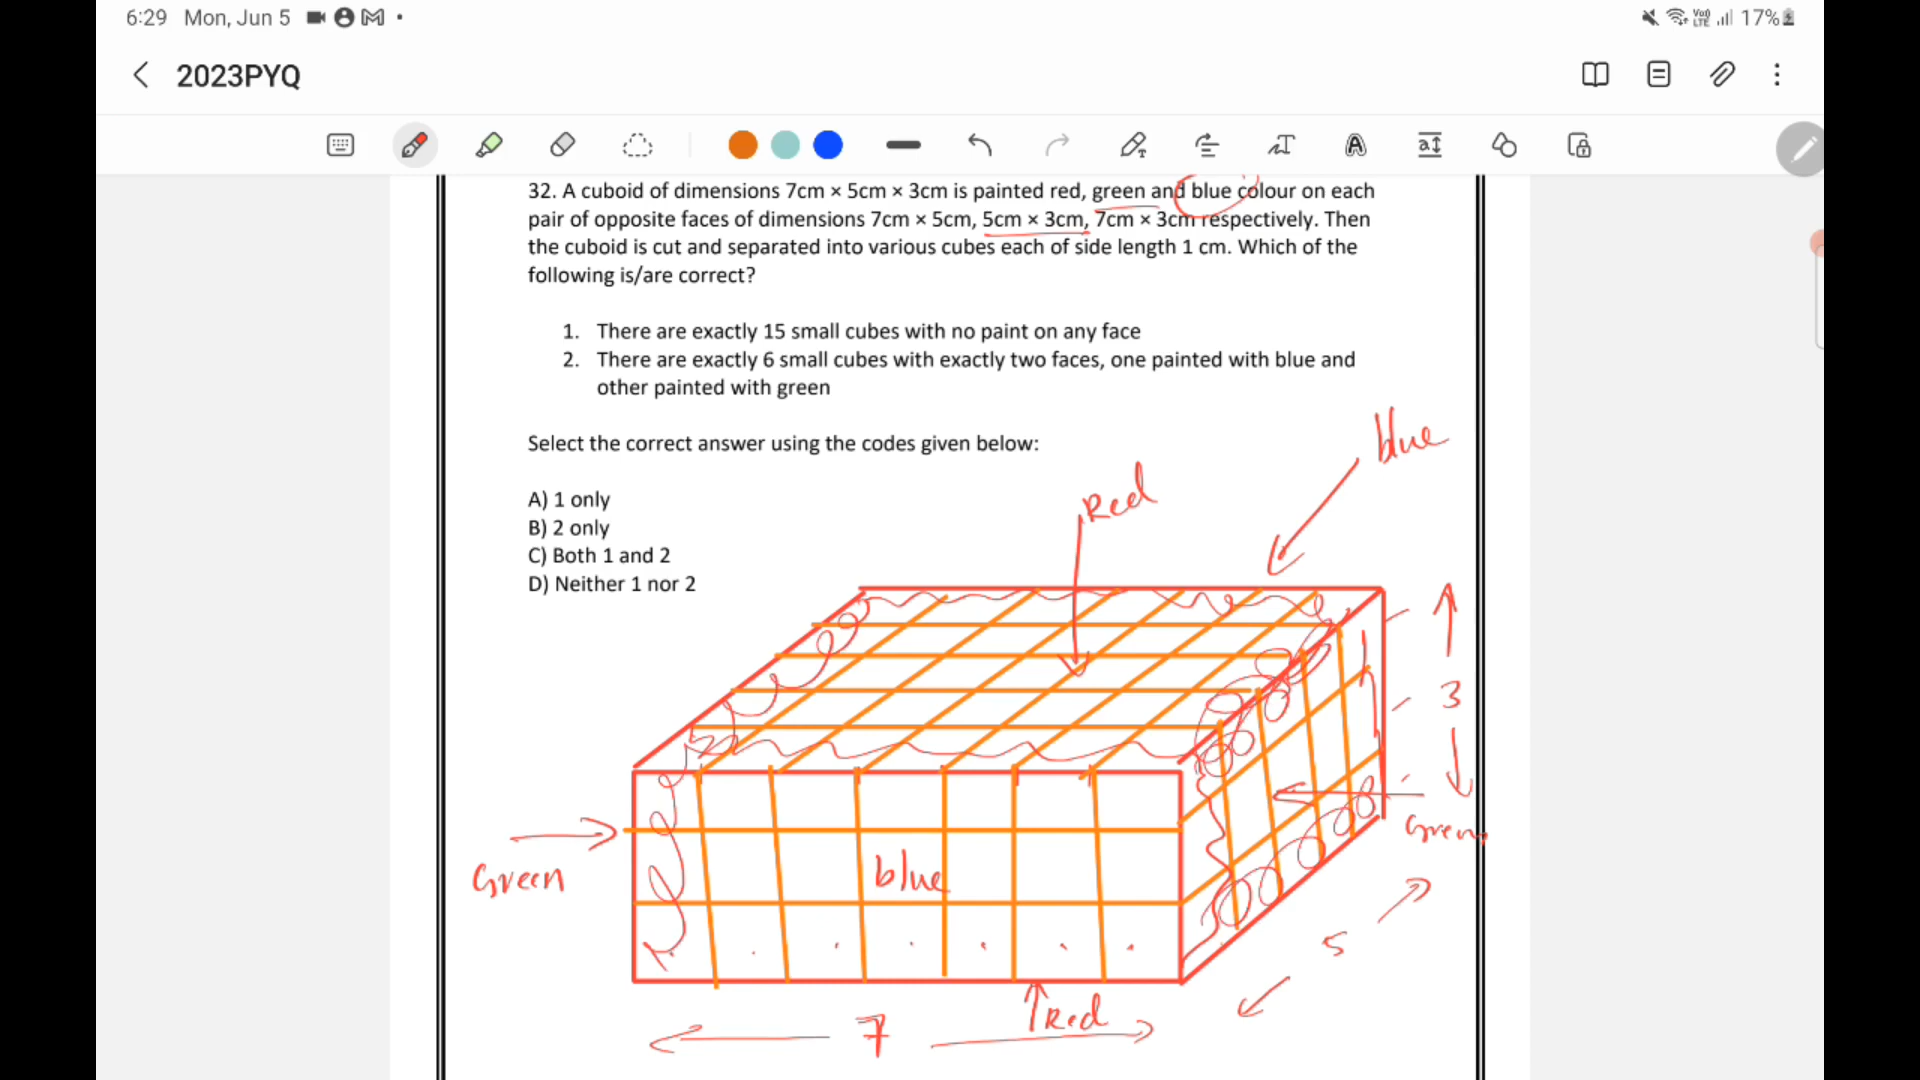 6:29 Mon, Jun 5
17%
2023PYQ
32. A cuboid of dimensions 7cm × 5cm × 3cm is painted red, green and blue colour on each
pair of opposite faces of dimensions 7cm × 5cm, 5cm × 3cm, 7cm × 3cm respectively. Then
the cuboid is cut and separated into various cubes each of side length 1 cm. Which of the
following is/are correct?
1. There are exactly 15 small cubes with no paint on any face
2. There are exactly 6 small cubes with exactly two faces, one painted with blue and
other painted with green
Select the correct answer using the codes given below:
A) 1 only
B) 2 only
C) Both 1 and 2
D) Neither 1 nor 2
blue
Red
3
Green
Green
blue
5
Red
7